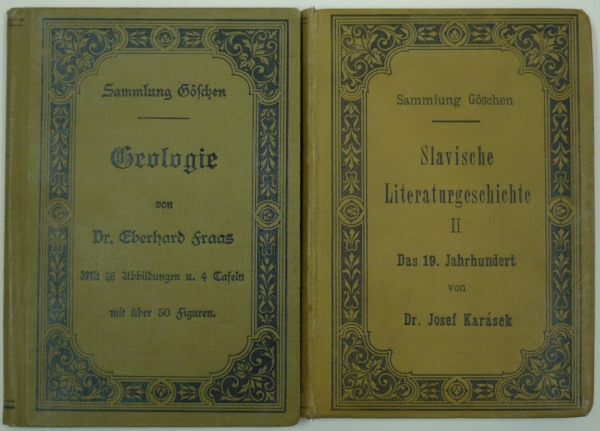 Sammlung Göschen
Geologie
von
Dr. Eberhard Fraas
Mit 16 Abbildungen u. 4 Tafeln
mit über 50 Figuren.
Sammlung Göschen
Slavische
Literaturgeschichte
II
Das 19. Jahrhundert
von
Dr. Josef Karásek